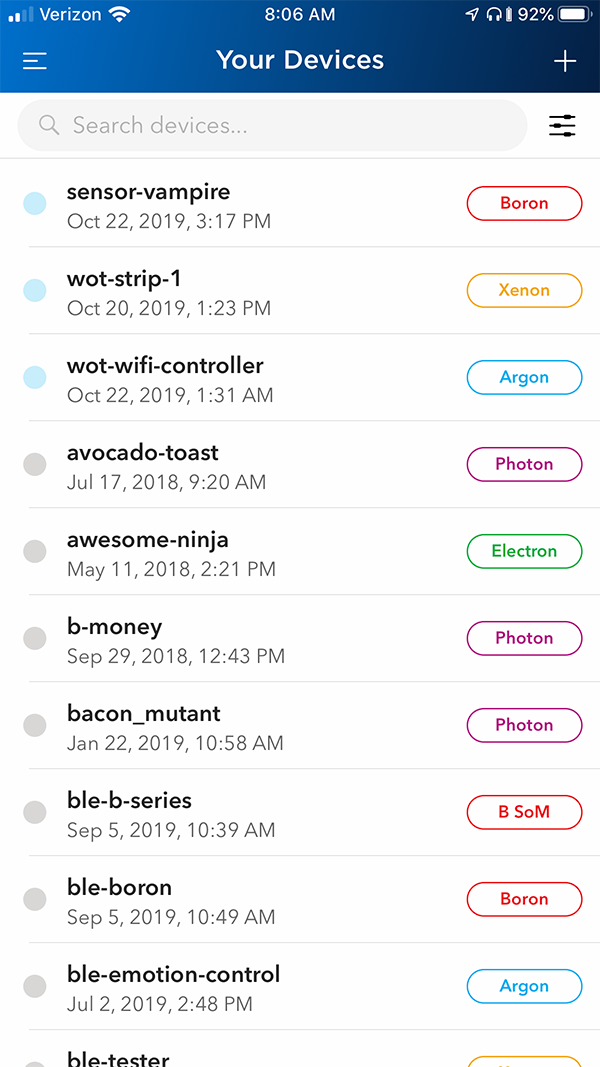 Verizon 8:06 AM 92%
Your Devices
Search devices...
sensor-vampire
Oct 22, 2019, 3:17 PM
Boron
wot-strip-1
Oct 20, 2019, 1:23 PM
Xenon
wot-wifi-controller
Oct 22, 2019, 1:31 AM
Argon
avocado-toast
Jul 17, 2018, 9:20 AM
Photon
awesome-ninja
May 11, 2018, 2:21 PM
Electron
b-money
Sep 29, 2018, 12:43 PM
Photon
bacon_mutant
Jan 22, 2019, 10:58 AM
Photon
ble-b-series
Sep 5, 2019, 10:39 AM
B SoM
ble-boron
Sep 5, 2019, 10:49 AM
Boron
ble-emotion-control
Jul 2, 2019, 2:48 PM
Argon
ble-tester